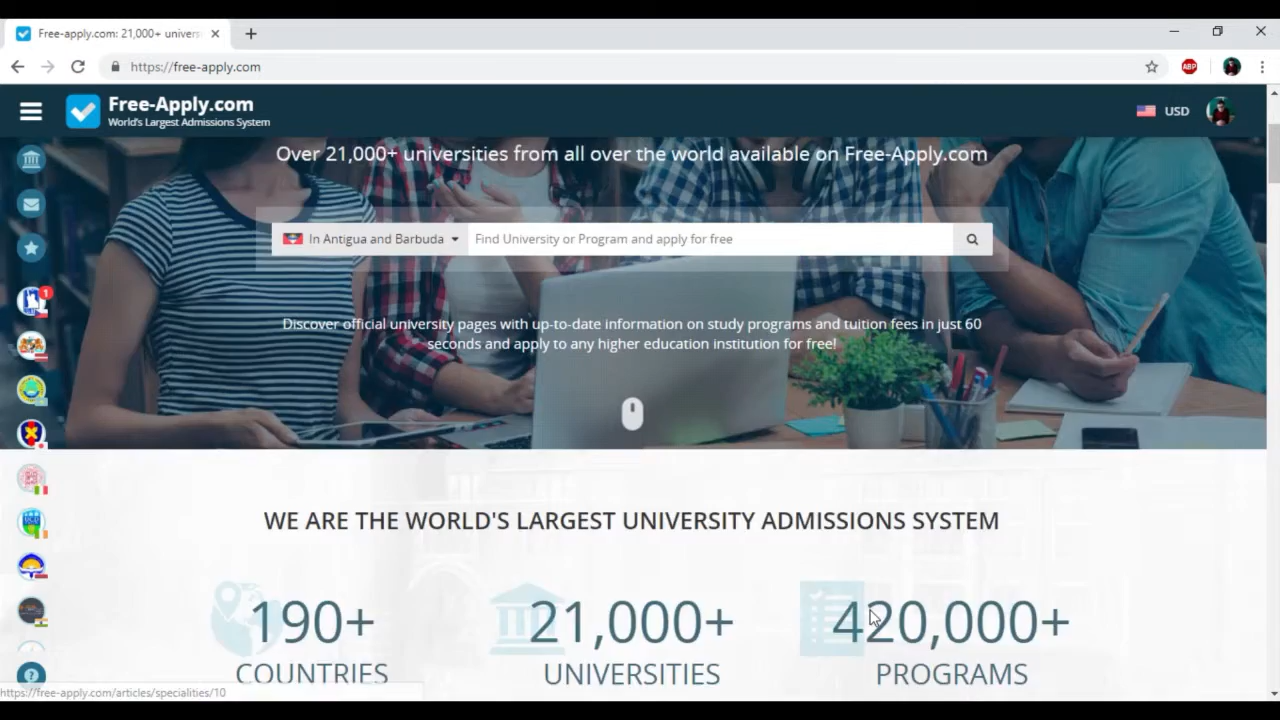 Free-apply.com: 21,000+ univers
https://free-apply.com
ABP
Free-Apply.com
World's Largest Admissions System
USD
Over 21,000+ universities from all over the world available on Free-Apply.com
In Antigua and Barbuda
Find University or Program and apply for free
Discover official university pages with up-to-date information on study programs and tuition fees in just 60
seconds and apply to any higher education institution for free!
1
WE ARE THE WORLD'S LARGEST UNIVERSITY ADMISSIONS SYSTEM
190+
21,000+
420,000+
COUNTRIES
UNIVERSITIES
PROGRAMS
?
https://free-apply.com/articles/specialities/10